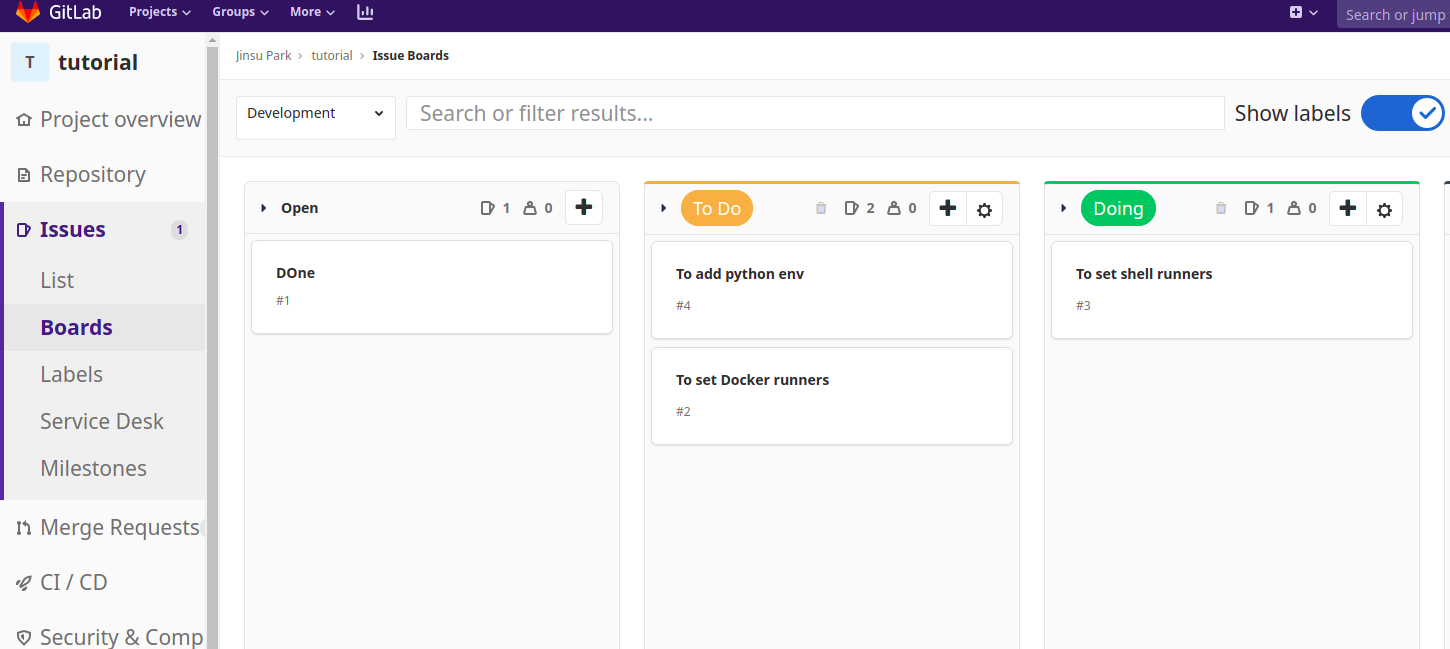 GitLab Projects Groups More Search or jump
T tutorial
Project overview
Repository
Issues 1
List
Boards
Labels
Service Desk
Milestones
Merge Requests
CI / CD
Security & Comp
Jinsu Park › tutorial › Issue Boards
Development Search or filter results... Show labels
Open 1 0
DOne
#1
To Do 2 0
To add python env
#4
To set Docker runners
#2
Doing 1 0
To set shell runners
#3